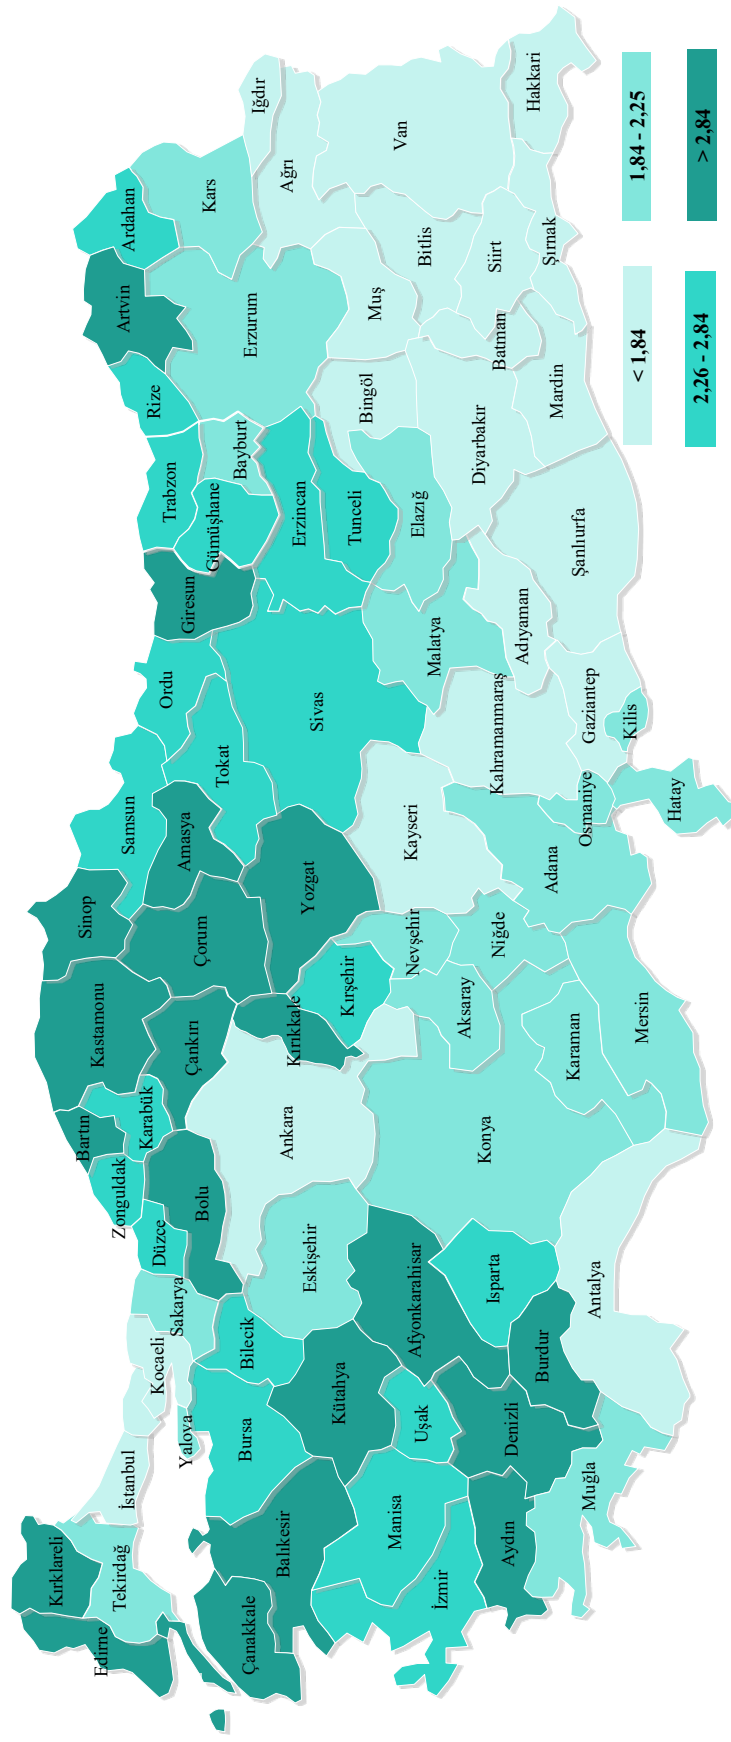 Kırklareli
Edirne
Tekirdağ
İstanbul
Kocaeli
Yalova
Sakarya
Düzce
Zonguldak
Bartın
Karabük
Bolu
Kastamonu
Çankırı
Sinop
Çorum
Samsun
Amasya
Ordu
Tokat
Giresun
Trabzon
Gümüşhane
Bayburt
Rize
Artvin
Ardahan
Kars
Iğdır
Ağrı
Erzurum
Erzincan
Tunceli
Sivas
Yozgat
Kırıkkale
Kırşehir
Ankara
Eskişehir
Bilecik
Bursa
Çanakkale
Balıkesir
Kütahya
Manisa
Uşak
Afyonkarahisar
İzmir
Aydın
Denizli
Muğla
Burdur
Isparta
Antalya
Konya
Karaman
Mersin
Aksaray
Nevşehir
Niğde
Kayseri
Adana
Osmaniye
Hatay
Kahramanmaraş
Gaziantep
Kilis
Malatya
Adıyaman
Şanlıurfa
Elazığ
Bingöl
Diyarbakır
Muş
Bitlis
Batman
Siirt
Mardin
Şırnak
Van
Hakkari
< 1,84
1,84 - 2,25
2,26 - 2,84
> 2,84